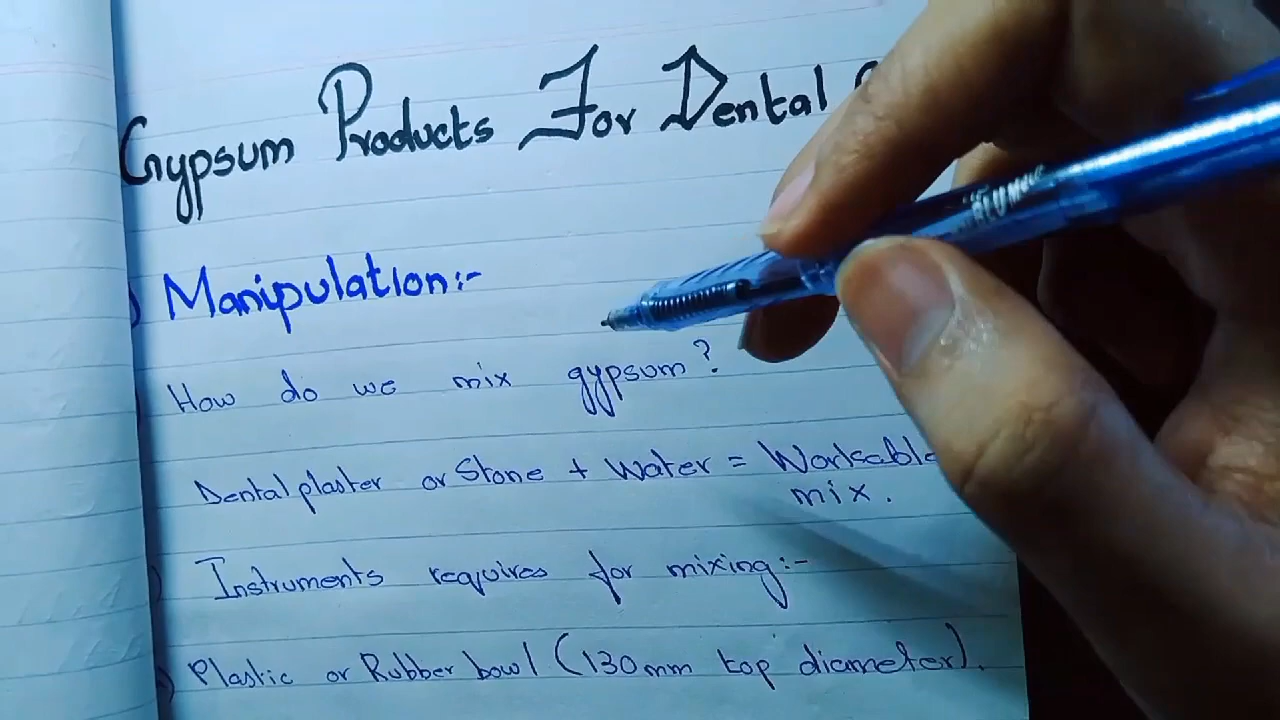 Gypsum Products For Dental
Manipulation:-
How do we mix gypsum?
Dental plaster or Stone + Water = Workable
mix.
Instruments requires for mixing:-
Plastic or Rubber bowl (130mm top diameter).